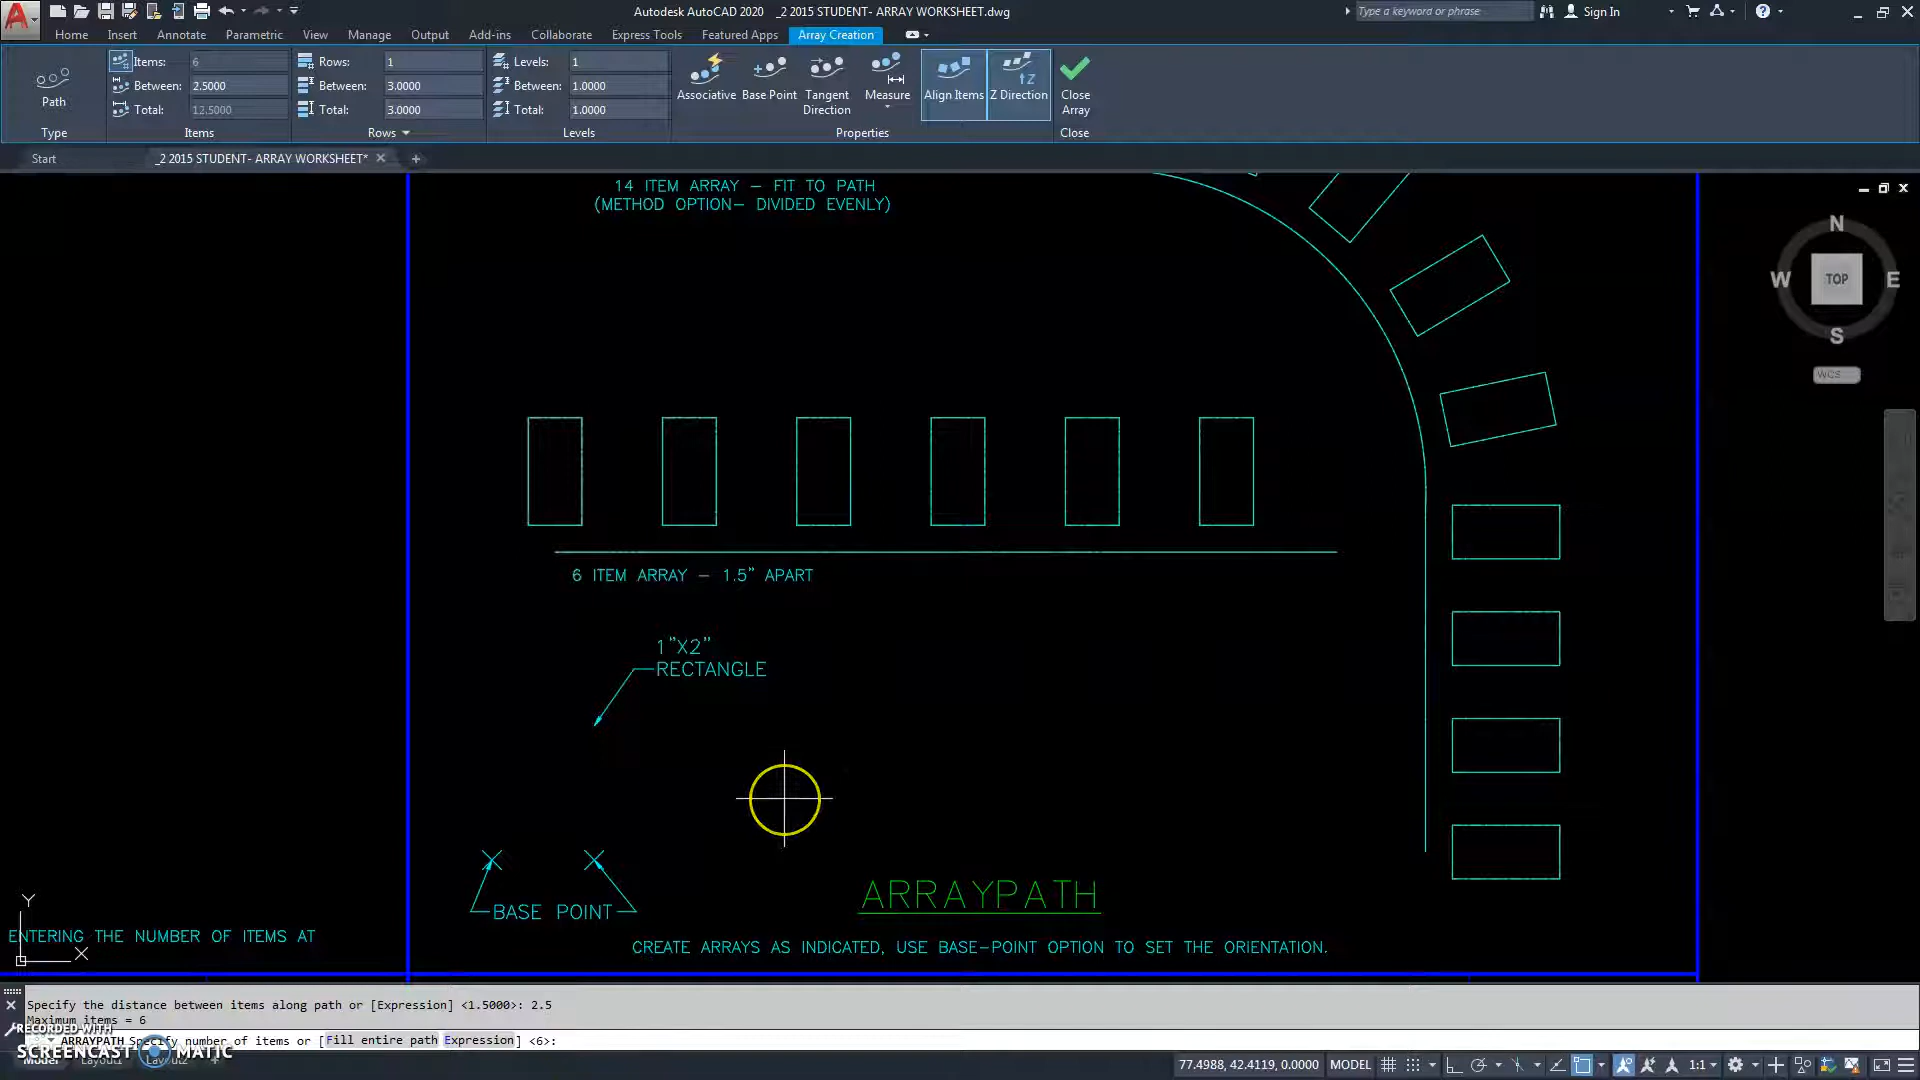 Autodesk AutoCAD 2020 _2 2015 STUDENT- ARRAY WORKSHEET.dwg
Type a keyword or phrase
Sign In
Home Insert Annotate Parametric View Manage Output Add-ins Collaborate Express Tools Featured Apps Array Creation
Items: 6 Rows: 1 Levels: 1
Between: 2.5000 Between: 3.0000 Between: 1.0000
Total: 12.5000 Total: 3.0000 Total: 1.0000
Path
Associative Base Point Tangent Direction Measure Align Items Z Direction Close Array
Type Items Rows Levels Properties Close
Start _2 2015 STUDENT- ARRAY WORKSHEET*
14 ITEM ARRAY - FIT TO PATH
(METHOD OPTION- DIVIDED EVENLY)
N
W TOP E
S
WCS
6 ITEM ARRAY - 1.5" APART
1"X2"
RECTANGLE
BASE POINT
ARRAYPATH
CREATE ARRAYS AS INDICATED, USE BASE-POINT OPTION TO SET THE ORIENTATION.
Y
X
ENTERING THE NUMBER OF ITEMS AT
Specify the distance between items along path or [Expression] <1.5000>: 2.5
Maximum items = 6
ARRAYPATH Specify number of items or [Fill entire path Expression] <6>:
RECORDED WITH
SCREENCAST MATIC
Model Layout1 Layout2
77.4988, 42.4119, 0.0000 MODEL 1:1